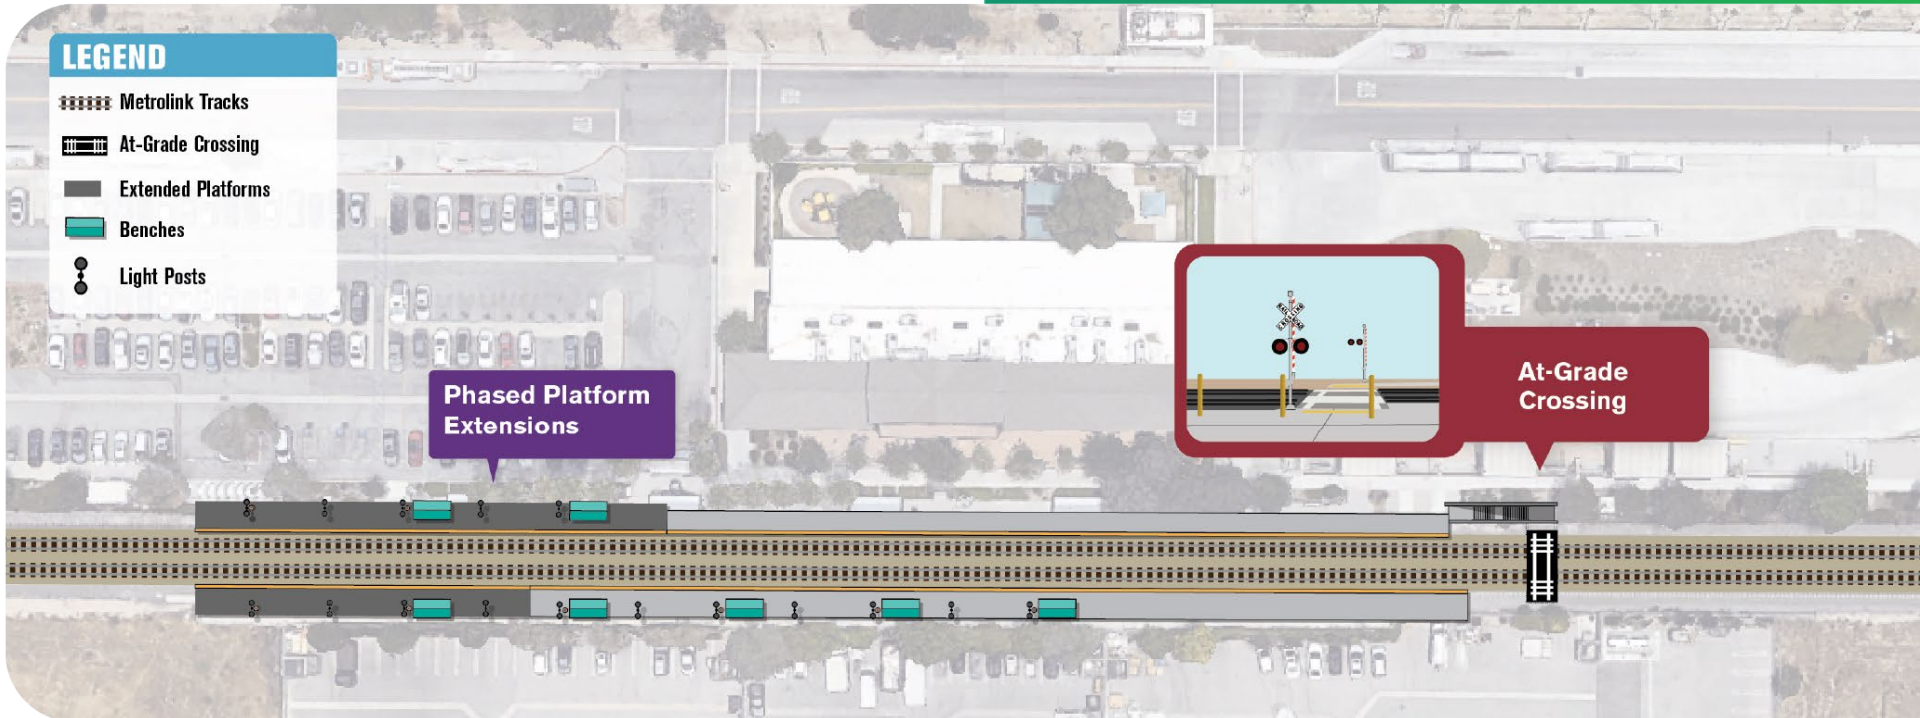 LEGEND
Metrolink Tracks
At-Grade Crossing
Extended Platforms
Benches
Light Posts
Phased Platform
Extensions
At-Grade
Crossing